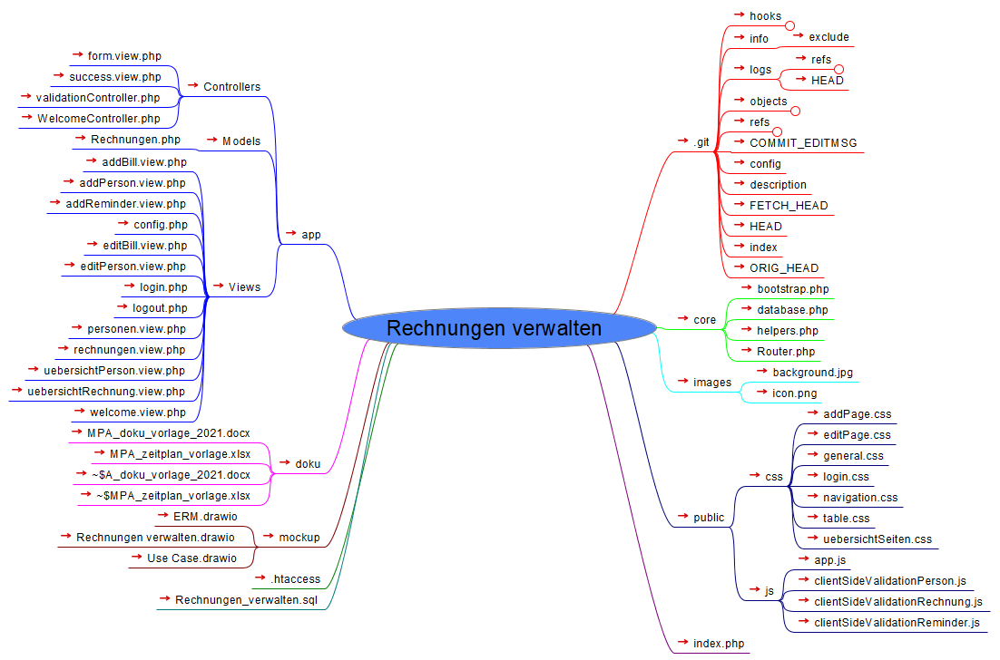 form.view.php
success.view.php
validationController.php
WelcomeController.php
Controllers
Rechnungen.php
Models
addBill.view.php
addPerson.view.php
addReminder.view.php
config.php
editBill.view.php
editPerson.view.php
login.php
logout.php
personen.view.php
rechnungen.view.php
uebersichtPerson.view.php
uebersichtRechnung.view.php
welcome.view.php
Views
app
MPA_doku_vorlage_2021.docx
MPA_zeitplan_vorlage.xlsx
~$A_doku_vorlage_2021.docx
~$MPA_zeitplan_vorlage.xlsx
doku
ERM.drawio
Rechnungen verwalten.drawio
Use Case.drawio
mockup
.htaccess
Rechnungen_verwalten.sql
Rechnungen verwalten
.git
hooks
info
exclude
logs
refs
HEAD
objects
refs
COMMIT_EDITMSG
config
description
FETCH_HEAD
HEAD
index
ORIG_HEAD
core
bootstrap.php
database.php
helpers.php
Router.php
images
background.jpg
icon.png
public
css
addPage.css
editPage.css
general.css
login.css
navigation.css
table.css
uebersichtSeiten.css
js
app.js
clientSideValidationPerson.js
clientSideValidationRechnung.js
clientSideValidationReminder.js
index.php